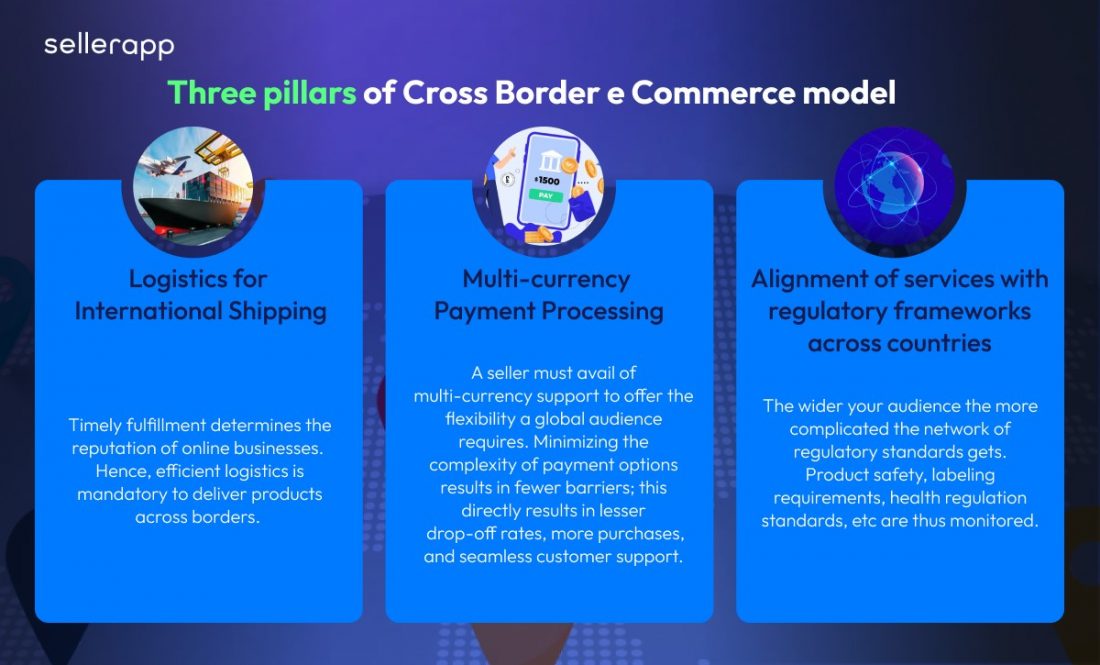 sellerapp
Three pillars of Cross Border e Commerce model
Logistics for
International Shipping
Timely fulfillment determines the
reputation of online businesses.
Hence, efficient logistics is
mandatory to deliver products
across borders.
$1500
PAY
Multi-currency
Payment Processing
A seller must avail of
multi-currency support to offer the
flexibility a global audience
requires. Minimizing the
complexity of payment options
results in fewer barriers; this
directly results in lesser
drop-off rates, more purchases,
and seamless customer support.
Alignment of services with
regulatory frameworks
across countries
The wider your audience the more
complicated the network of
regulatory standards gets.
Product safety, labeling
requirements, health regulation
standards, etc are thus monitored.